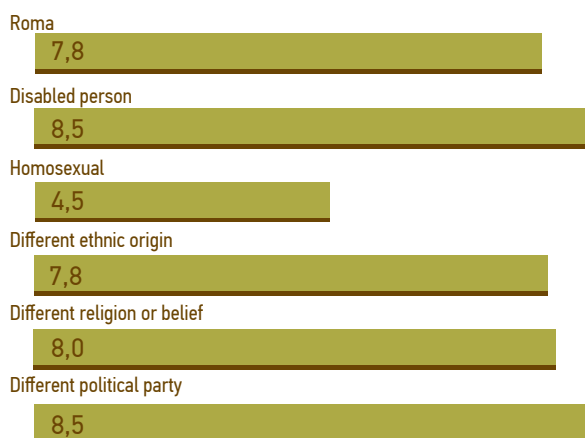 Roma
7,8
Disabled person
8,5
Homosexual
4,5
Different ethnic origin
7,8
Different religion or belief
8,0
Different political party
8,5